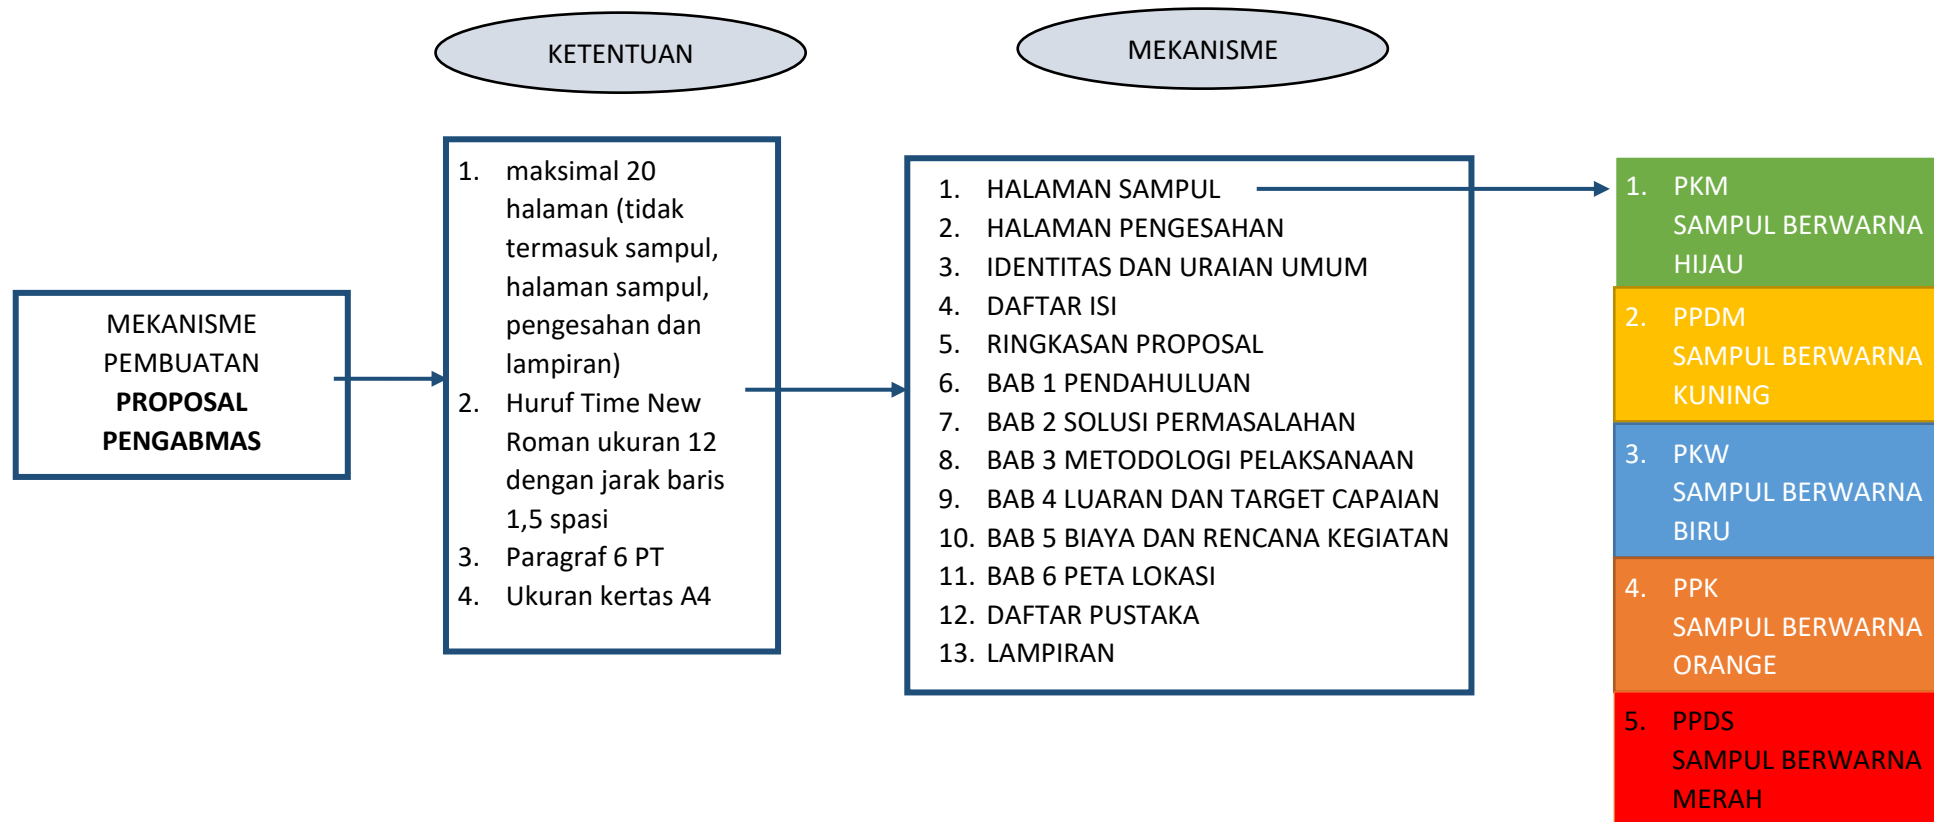 KETENTUAN
MEKANISME
MEKANISME
PEMBUATAN
PROPOSAL
PENGABMAS
1. maksimal 20
halaman (tidak
termasuk sampul,
halaman sampul,
pengesahan dan
lampiran)
2. Huruf Time New
Roman ukuran 12
dengan jarak baris
1,5 spasi
3. Paragraf 6 PT
4. Ukuran kertas A4
1. HALAMAN SAMPUL
2. HALAMAN PENGESAHAN
3. IDENTITAS DAN URAIAN UMUM
4. DAFTAR ISI
5. RINGKASAN PROPOSAL
6. BAB 1 PENDAHULUAN
7. BAB 2 SOLUSI PERMASALAHAN
8. BAB 3 METODOLOGI PELAKSANAAN
9. BAB 4 LUARAN DAN TARGET CAPAIAN
10. BAB 5 BIAYA DAN RENCANA KEGIATAN
11. BAB 6 PETA LOKASI
12. DAFTAR PUSTAKA
13. LAMPIRAN
1. PKM
SAMPUL BERWARNA
HIJAU
2. PPDM
SAMPUL BERWARNA
KUNING
3. PKW
SAMPUL BERWARNA
BIRU
4. PPK
SAMPUL BERWARNA
ORANGE
5. PPDS
SAMPUL BERWARNA
MERAH